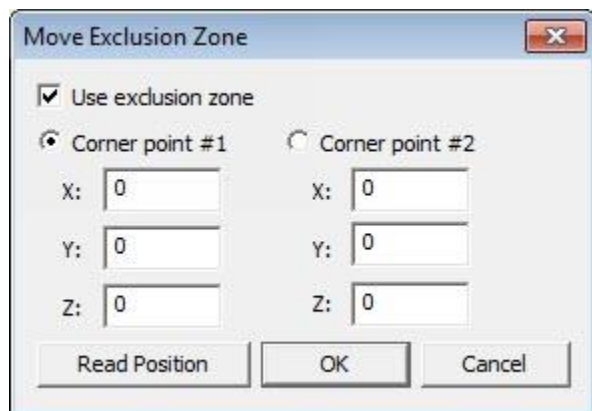 Move Exclusion Zone
Use exclusion zone
Corner point #1 Corner point #2
X: 0 X: 0
Y: 0 Y: 0
Z: 0 Z: 0
Read Position OK Cancel